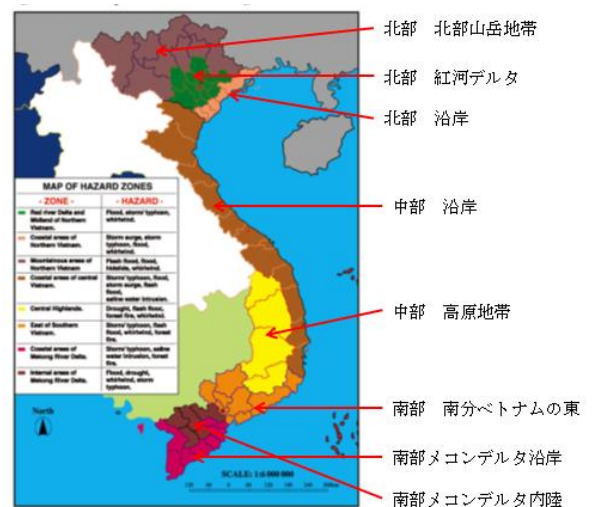 北部　北部山岳地帯
北部　紅河デルタ
北部　沿岸
中部　沿岸
中部　高原地帯
南部　南分ベトナムの東
南部メコンデルタ沿岸
南部メコンデルタ内陸
MAP OF HAZARD ZONES
- ZONE - - HAZARD -
Red river Delta and Midland of Northern Vietnam. Flood, storm/typhoon, whirlwind.
Coastal areas of Northern Vietnam. Storm surge, storm typhoon, flood, whirlwind.
Mountainous areas of Northern Vietnam Flash flood, flood, whirlwind.
Coastal areas of central Vietnam. Storm/typhoon, flood, storm surge, flash flood, saline water intrusion.
Central Highlands. Drought, flash flood, forest fire, whirlwind.
East of Southern Vietnam. Storm/typhoon, flash flood, whirlwind, forest fire.
Coastal areas of Mekong River Delta. Storm/typhoon, saline water intrusion, forest fire.
Internal areas of Mekong River Delta. Flood, drought, whirlwind, storm typhoon.
North
SCALE: 1:6 000 000